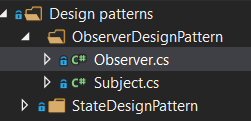 Design patterns
ObserverDesignPattern
C# Observer.cs
C# Subject.cs
StateDesignPattern